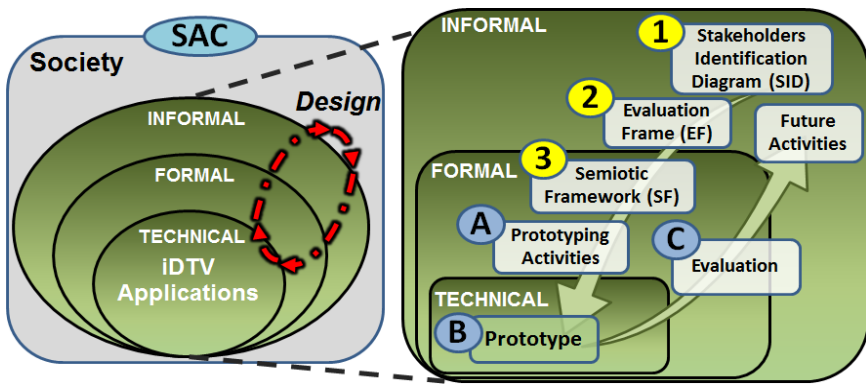 SAC
Society
Design
INFORMAL
FORMAL
TECHNICAL
iDTV
Applications
INFORMAL
1
Stakeholders
Identification
Diagram (SID)
2
Evaluation
Frame (EF)
Future
Activities
FORMAL
3
Semiotic
Framework (SF)
A
Prototyping
Activities
C
Evaluation
TECHNICAL
B
Prototype